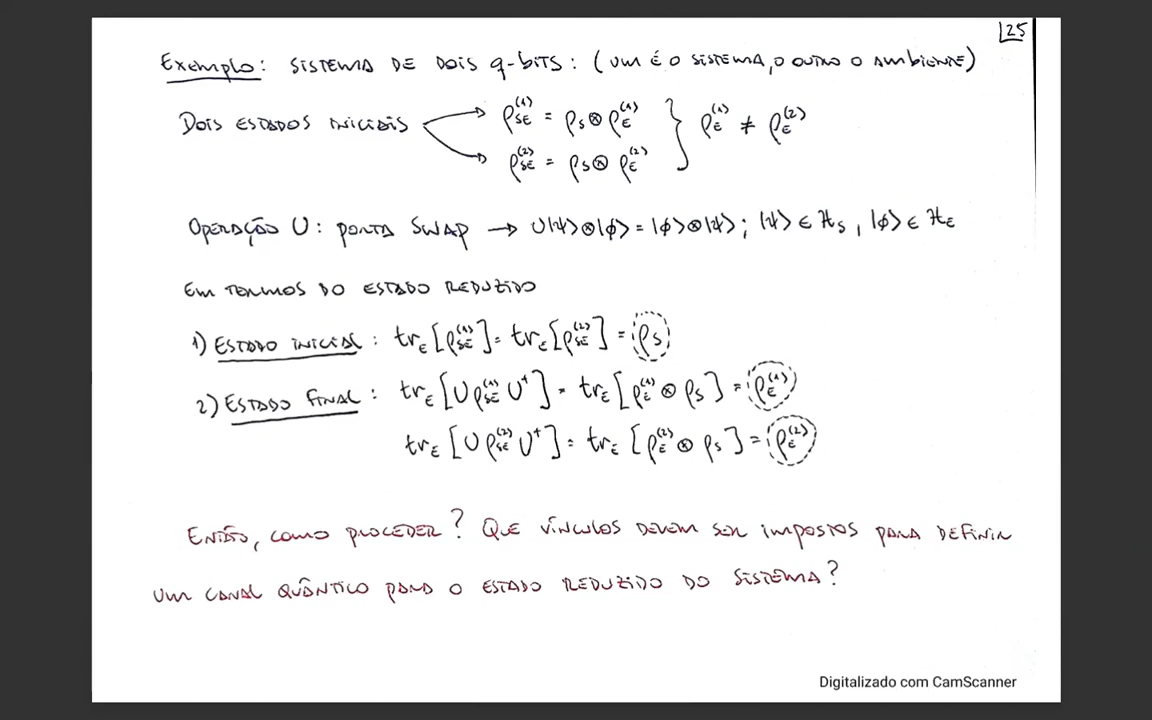 25
Exemplo: SISTEMA DE DOIS q-biTS: (UM É O SISTEMA, O OUTRO O AMBIENTE)
DOIS ESTADOS INICIAIS → ρ_SE^(1) = ρ_S ⊗ ρ_E^(1) } ρ_E^(1) ≠ ρ_E^(2)
→ ρ_SE^(2) = ρ_S ⊗ ρ_E^(2)
OPERAÇÃO U: PORTA SWAP → U|ψ>⊗|φ> = |φ>⊗|ψ>; |ψ> ∈ H_S, |φ> ∈ H_E
EM TERMOS DO ESTADO REDUZIDO
1) ESTADO INICIAL: tr_E[ρ_SE^(1)] = tr_E[ρ_SE^(2)] = ρ_S
2) ESTADO FINAL: tr_E[U ρ_SE^(1) U^†] = tr_E[ρ_E^(1) ⊗ ρ_S] = ρ_E^(1)
tr_E[U ρ_SE^(2) U^†] = tr_E[ρ_E^(2) ⊗ ρ_S] = ρ_E^(2)
ENTÃO, COMO PROCEDER? QUE VÍNCULOS DEVEM SER IMPOSTOS PARA DEFINIR
UM CANAL QUÂNTICO PARA O ESTADO REDUZIDO DO SISTEMA?
Digitalizado com CamScanner